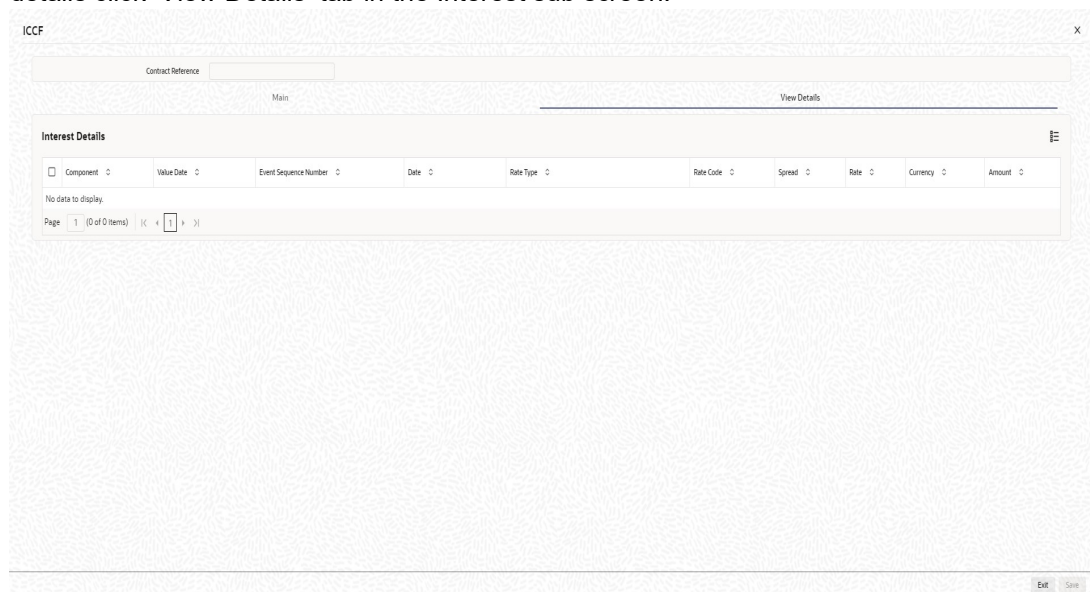 details click 'View Details' tab in the Interest sub-screen.
ICCF X
Contract Reference
Main View Details
Interest Details
Component Value Date Event Sequence Number Date Rate Type Rate Code Spread Rate Currency Amount
No data to display.
Page 1 (0 of 0 items) 1
Exit Save